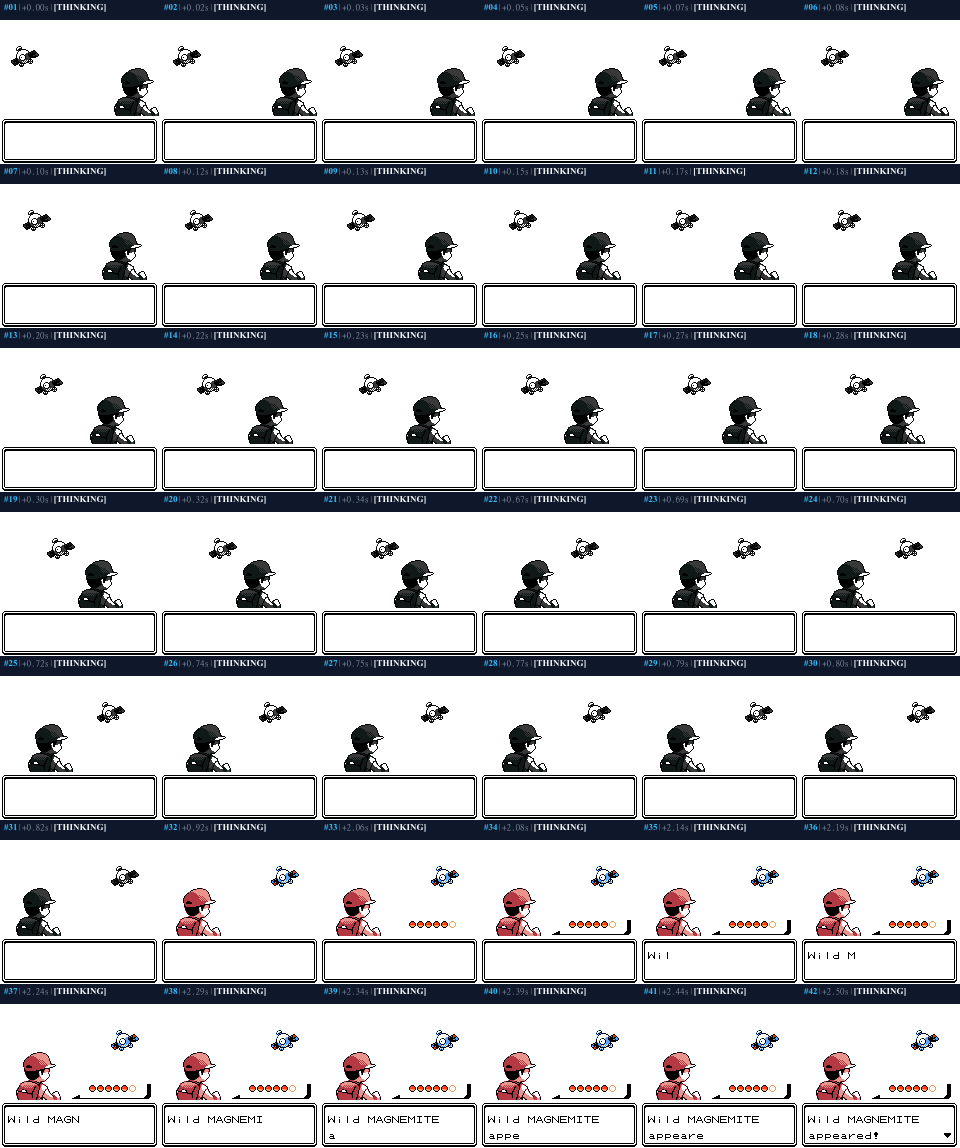 #01 | +0.00s | [THINKING]
#02 | +0.02s | [THINKING]
#03 | +0.03s | [THINKING]
#04 | +0.05s | [THINKING]
#05 | +0.07s | [THINKING]
#06 | +0.08s | [THINKING]
#07 | +0.10s | [THINKING]
#08 | +0.12s | [THINKING]
#09 | +0.13s | [THINKING]
#10 | +0.15s | [THINKING]
#11 | +0.17s | [THINKING]
#12 | +0.18s | [THINKING]
#13 | +0.20s | [THINKING]
#14 | +0.22s | [THINKING]
#15 | +0.23s | [THINKING]
#16 | +0.25s | [THINKING]
#17 | +0.27s | [THINKING]
#18 | +0.28s | [THINKING]
#19 | +0.30s | [THINKING]
#20 | +0.32s | [THINKING]
#21 | +0.34s | [THINKING]
#22 | +0.67s | [THINKING]
#23 | +0.69s | [THINKING]
#24 | +0.70s | [THINKING]
#25 | +0.72s | [THINKING]
#26 | +0.74s | [THINKING]
#27 | +0.75s | [THINKING]
#28 | +0.77s | [THINKING]
#29 | +0.79s | [THINKING]
#30 | +0.80s | [THINKING]
#31 | +0.82s | [THINKING]
#32 | +0.92s | [THINKING]
#33 | +2.06s | [THINKING]
#34 | +2.08s | [THINKING]
#35 | +2.14s | [THINKING]
#36 | +2.19s | [THINKING]
Wil
Wild M
#37 | +2.24s | [THINKING]
#38 | +2.29s | [THINKING]
#39 | +2.34s | [THINKING]
#40 | +2.39s | [THINKING]
#41 | +2.44s | [THINKING]
#42 | +2.50s | [THINKING]
Wild MAGN
Wild MAGNEMI
Wild MAGNEMITE
a
Wild MAGNEMITE
appe
Wild MAGNEMITE
appeare
Wild MAGNEMITE
appeared!